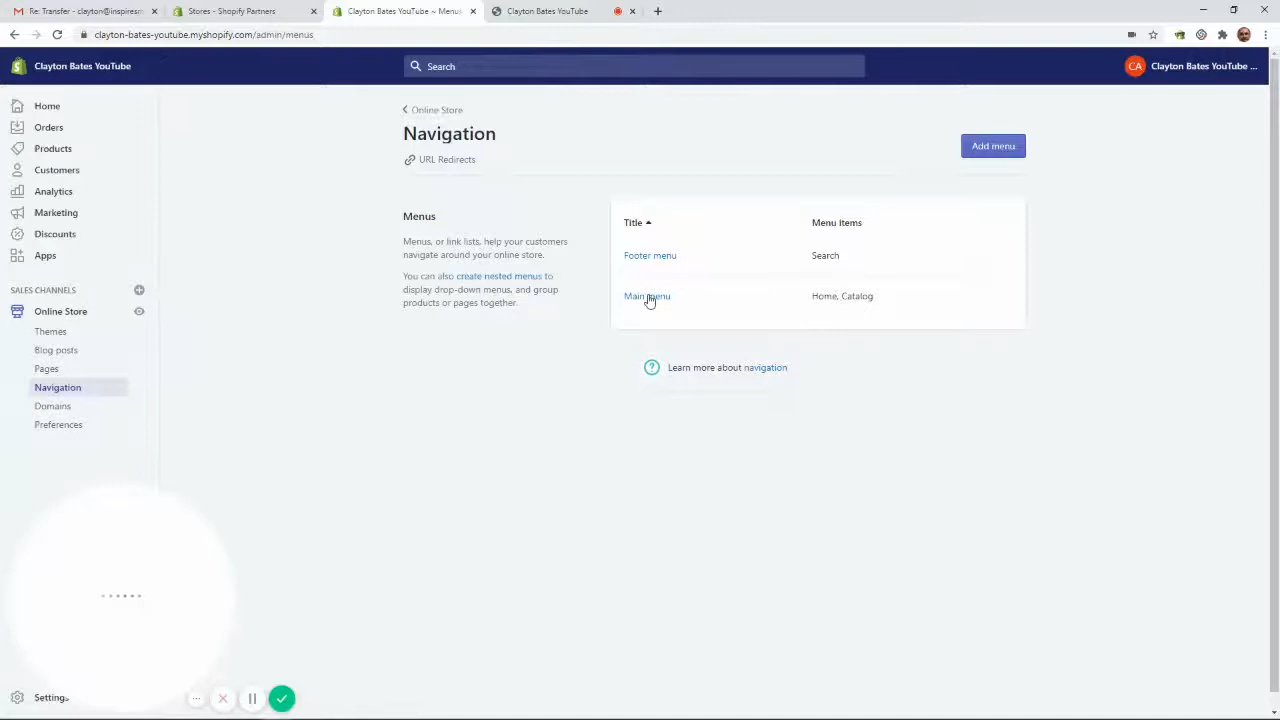 Re: Transfer - clayton@inspiresm
Stores - Shopify Partners
Clayton Bates YouTube ~ Menus
Clayton Bates YouTube
clayton-bates-youtube.myshopify.com/admin/menus
Clayton Bates YouTube
Search
CA
Clayton Bates YouTube ...
Home
Orders
Products
Customers
Analytics
Marketing
Discounts
Apps
SALES CHANNELS
Online Store
Themes
Blog posts
Pages
Navigation
Domains
Preferences
Settings
Online Store
Navigation
URL Redirects
Add menu
Menus
Menus, or link lists, help your customers
navigate around your online store.
You can also create nested menus to
display drop-down menus, and group
products or pages together.
Title
Menu Items
Footer menu
Search
Main menu
Home, Catalog
Learn more about navigation